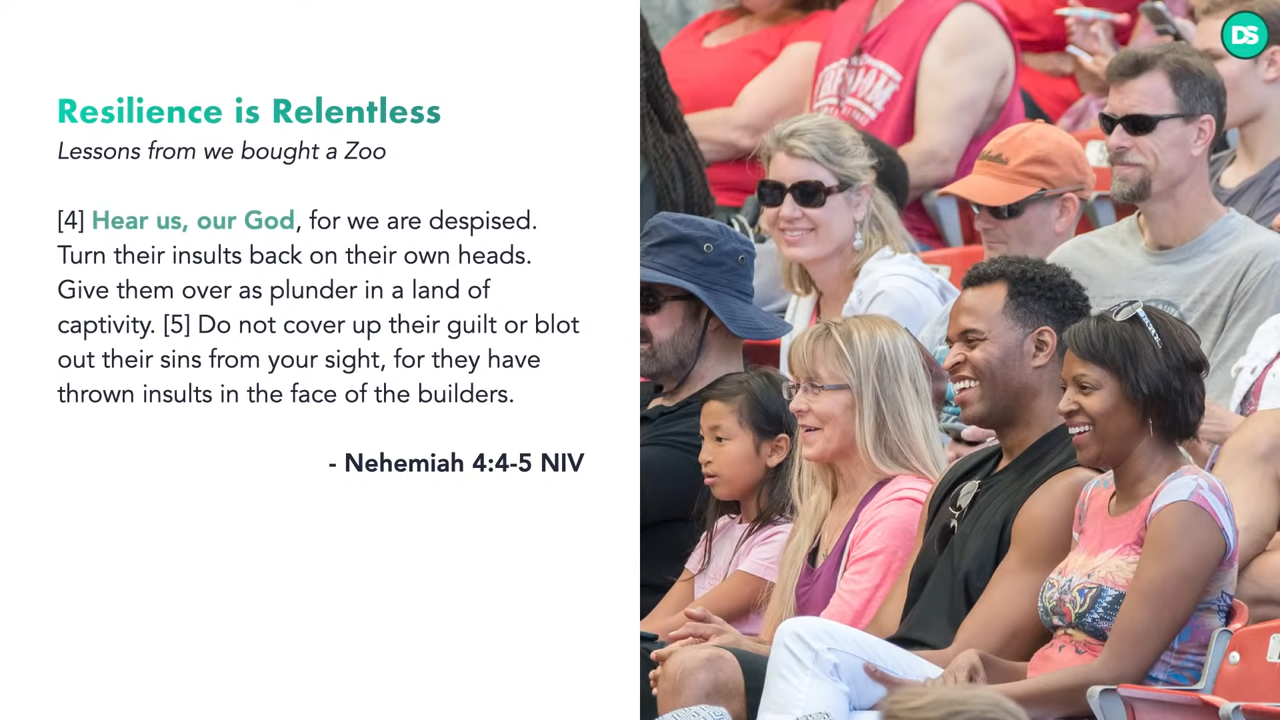 Resilience is Relentless
Lessons from we bought a Zoo
[4] Hear us, our God, for we are despised.
Turn their insults back on their own heads.
Give them over as plunder in a land of
captivity. [5] Do not cover up their guilt or blot
out their sins from your sight, for they have
thrown insults in the face of the builders.
- Nehemiah 4:4-5 NIV
DS